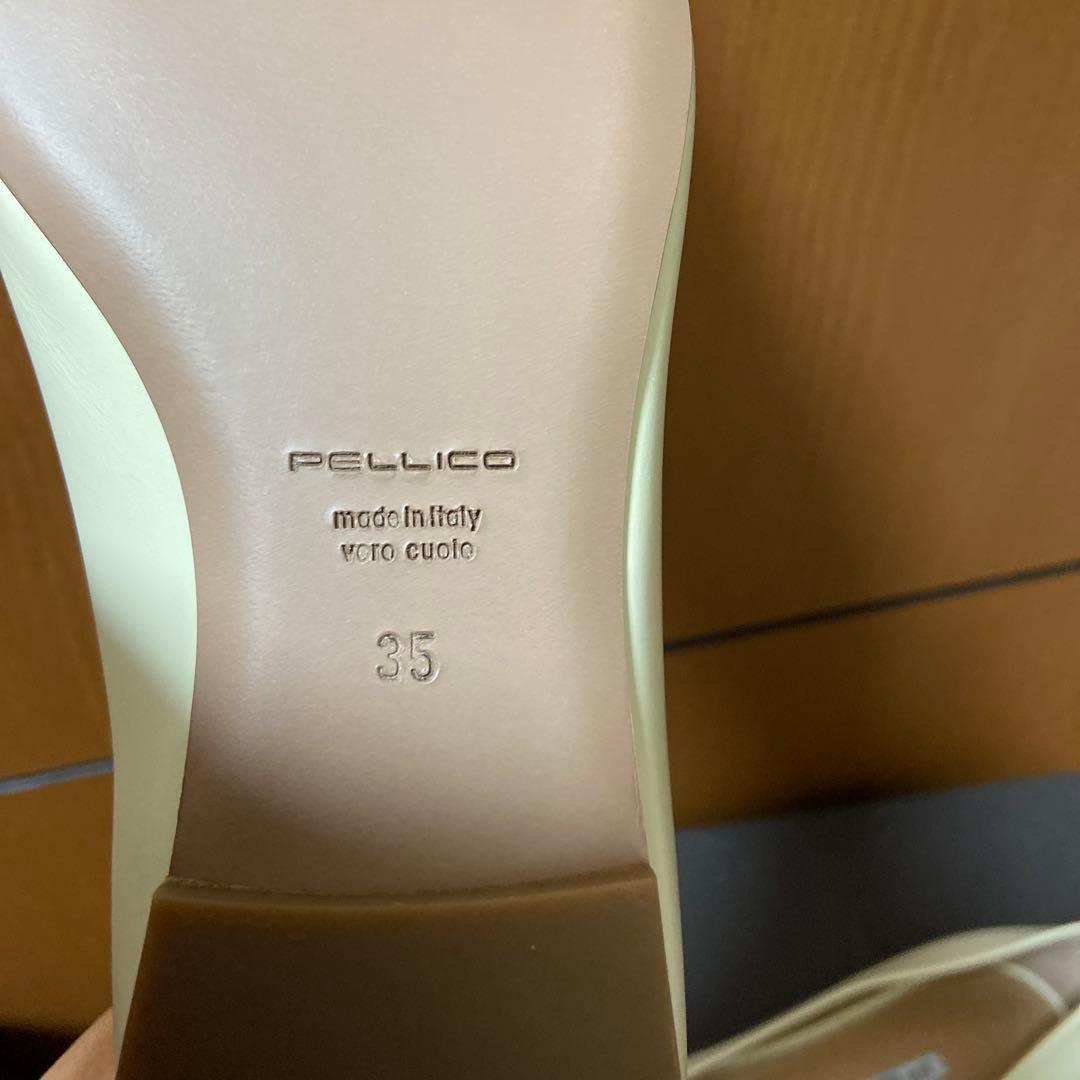 PELLICO
made in Italy
vero cuoio
35